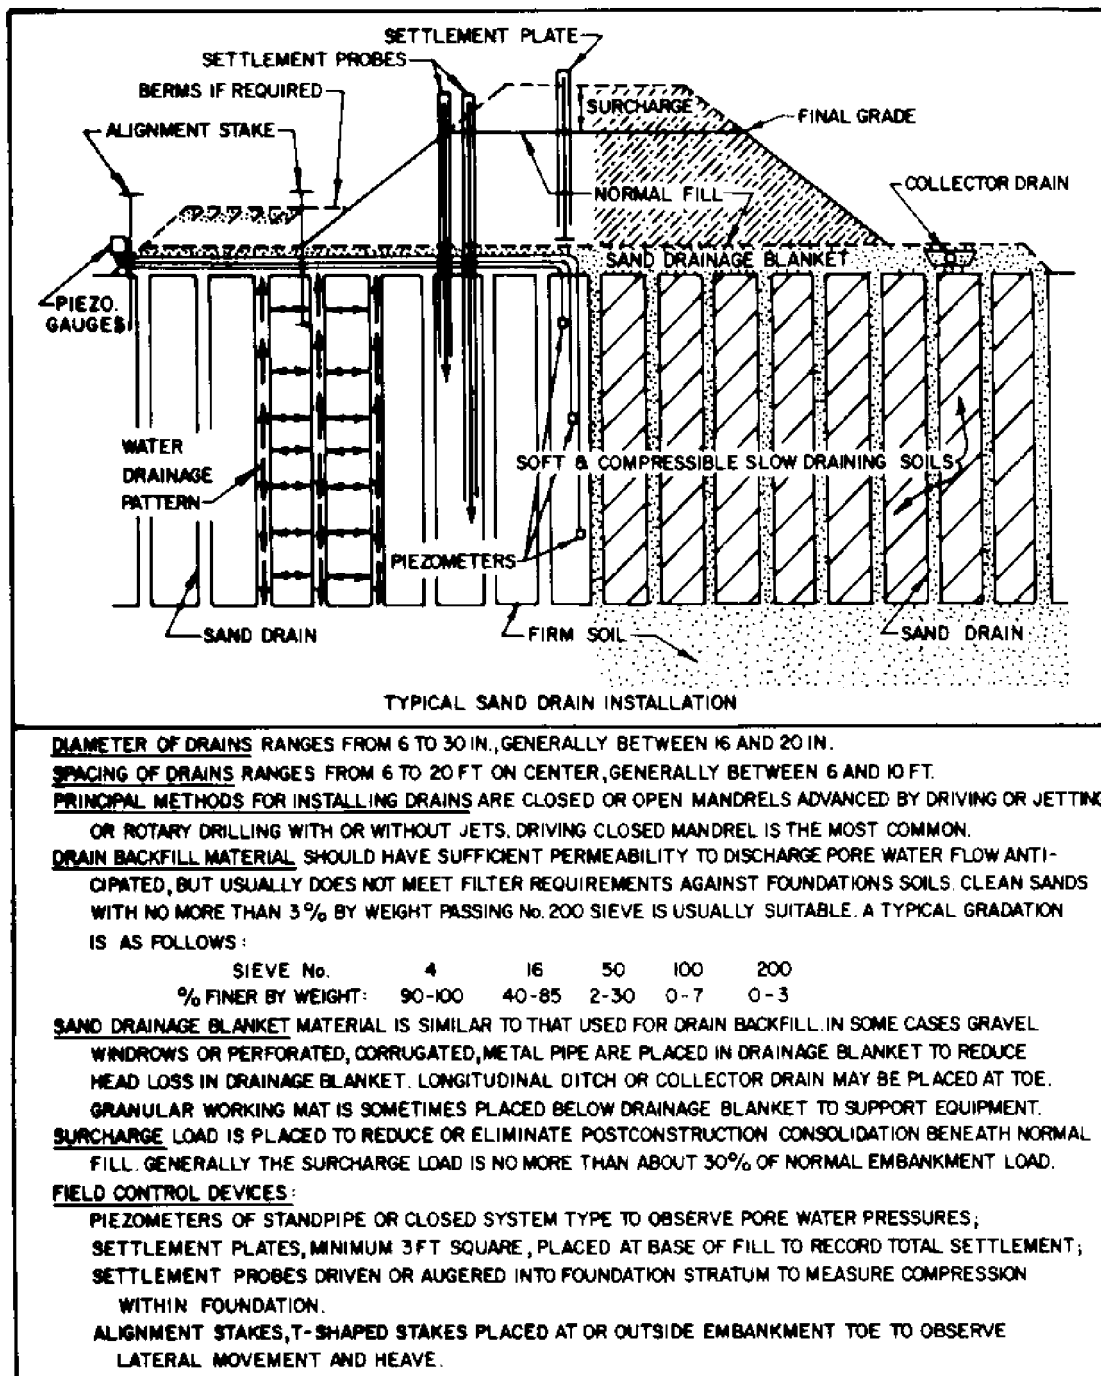 SETTLEMENT PLATE
SETTLEMENT PROBES
BERMS IF REQUIRED
SURCHARGE
FINAL GRADE
ALIGNMENT STAKE
NORMAL FILL
COLLECTOR DRAIN
SAND DRAINAGE BLANKET
PIEZO.
GAUGES
WATER
DRAINAGE
PATTERN
SOFT & COMPRESSIBLE SLOW DRAINING SOILS
PIEZOMETERS
SAND DRAIN
FIRM SOIL
SAND DRAIN
TYPICAL SAND DRAIN INSTALLATION
DIAMETER OF DRAINS RANGES FROM 6 TO 30 IN., GENERALLY BETWEEN 16 AND 20 IN.
SPACING OF DRAINS RANGES FROM 6 TO 20 FT ON CENTER, GENERALLY BETWEEN 6 AND 10 FT.
PRINCIPAL METHODS FOR INSTALLING DRAINS ARE CLOSED OR OPEN MANDRELS ADVANCED BY DRIVING OR JETTING
OR ROTARY DRILLING WITH OR WITHOUT JETS. DRIVING CLOSED MANDREL IS THE MOST COMMON.
DRAIN BACKFILL MATERIAL SHOULD HAVE SUFFICIENT PERMEABILITY TO DISCHARGE PORE WATER FLOW ANTI-
CIPATED, BUT USUALLY DOES NOT MEET FILTER REQUIREMENTS AGAINST FOUNDATIONS SOILS. CLEAN SANDS
WITH NO MORE THAN 3% BY WEIGHT PASSING No. 200 SIEVE IS USUALLY SUITABLE. A TYPICAL GRADATION
IS AS FOLLOWS:
SIEVE No. 4 16 50 100 200
% FINER BY WEIGHT: 90-100 40-85 2-30 0-7 0-3
SAND DRAINAGE BLANKET MATERIAL IS SIMILAR TO THAT USED FOR DRAIN BACKFILL. IN SOME CASES GRAVEL
WINDROWS OR PERFORATED, CORRUGATED, METAL PIPE ARE PLACED IN DRAINAGE BLANKET TO REDUCE
HEAD LOSS IN DRAINAGE BLANKET. LONGITUDINAL DITCH OR COLLECTOR DRAIN MAY BE PLACED AT TOE.
GRANULAR WORKING MAT IS SOMETIMES PLACED BELOW DRAINAGE BLANKET TO SUPPORT EQUIPMENT.
SURCHARGE LOAD IS PLACED TO REDUCE OR ELIMINATE POSTCONSTRUCTION CONSOLIDATION BENEATH NORMAL
FILL. GENERALLY THE SURCHARGE LOAD IS NO MORE THAN ABOUT 30% OF NORMAL EMBANKMENT LOAD.
FIELD CONTROL DEVICES:
PIEZOMETERS OF STANDPIPE OR CLOSED SYSTEM TYPE TO OBSERVE PORE WATER PRESSURES;
SETTLEMENT PLATES, MINIMUM 3 FT SQUARE, PLACED AT BASE OF FILL TO RECORD TOTAL SETTLEMENT;
SETTLEMENT PROBES DRIVEN OR AUGERED INTO FOUNDATION STRATUM TO MEASURE COMPRESSION
WITHIN FOUNDATION.
ALIGNMENT STAKES, T-SHAPED STAKES PLACED AT OR OUTSIDE EMBANKMENT TOE TO OBSERVE
LATERAL MOVEMENT AND HEAVE.